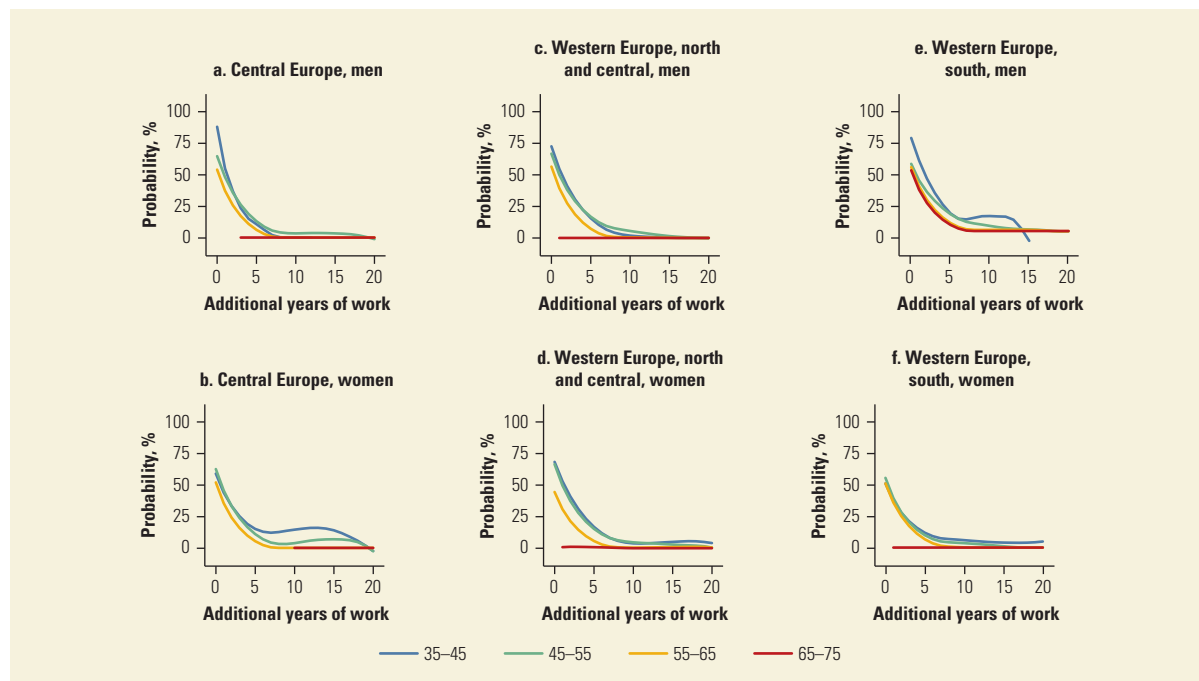 a. Central Europe, men
Probability, %
100
75
50
25
0
0 5 10 15 20
Additional years of work
c. Western Europe, north
and central, men
Probability, %
100
75
50
25
0
0 5 10 15 20
Additional years of work
e. Western Europe,
south, men
Probability, %
100
75
50
25
0
0 5 10 15 20
Additional years of work
b. Central Europe, women
Probability, %
100
75
50
25
0
0 5 10 15 20
Additional years of work
d. Western Europe, north
and central, women
Probability, %
100
75
50
25
0
0 5 10 15 20
Additional years of work
f. Western Europe,
south, women
Probability, %
100
75
50
25
0
0 5 10 15 20
Additional years of work
35–45 45–55 55–65 65–75